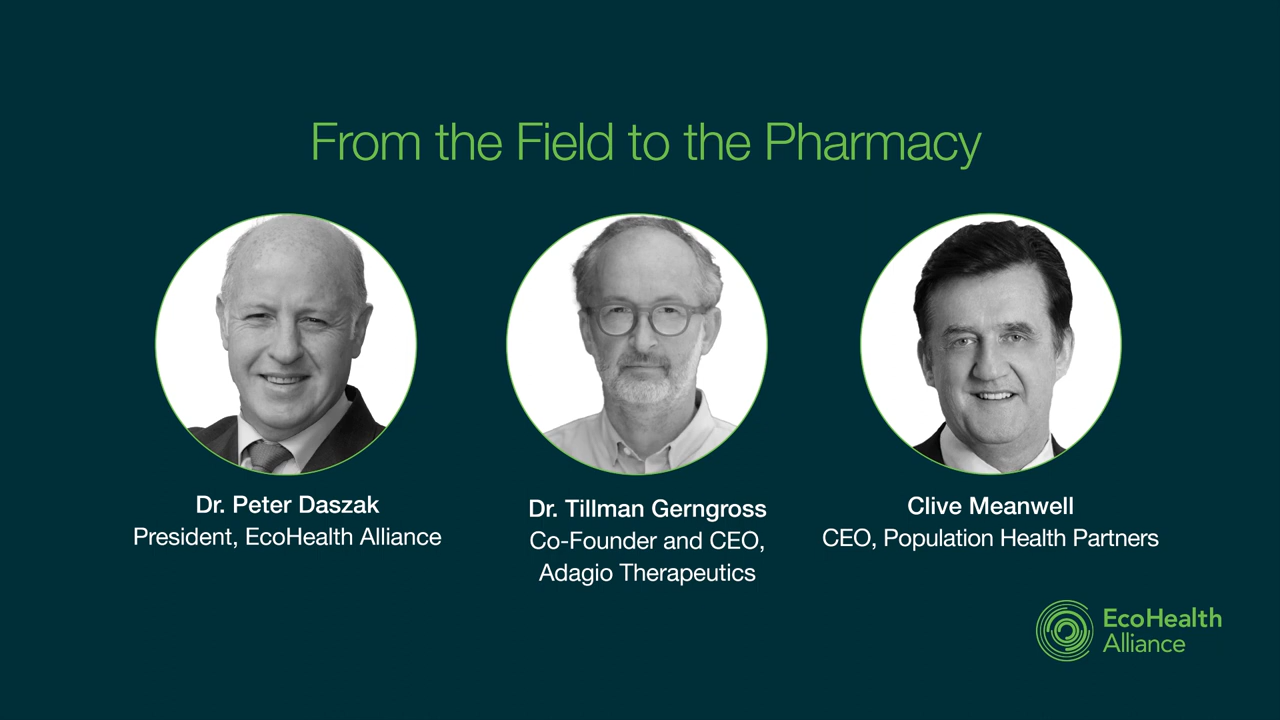 From the Field to the Pharmacy
Dr. Peter Daszak
President, EcoHealth Alliance
Dr. Tillman Gerngross
Co-Founder and CEO,
Adagio Therapeutics
Clive Meanwell
CEO, Population Health Partners
EcoHealth
Alliance